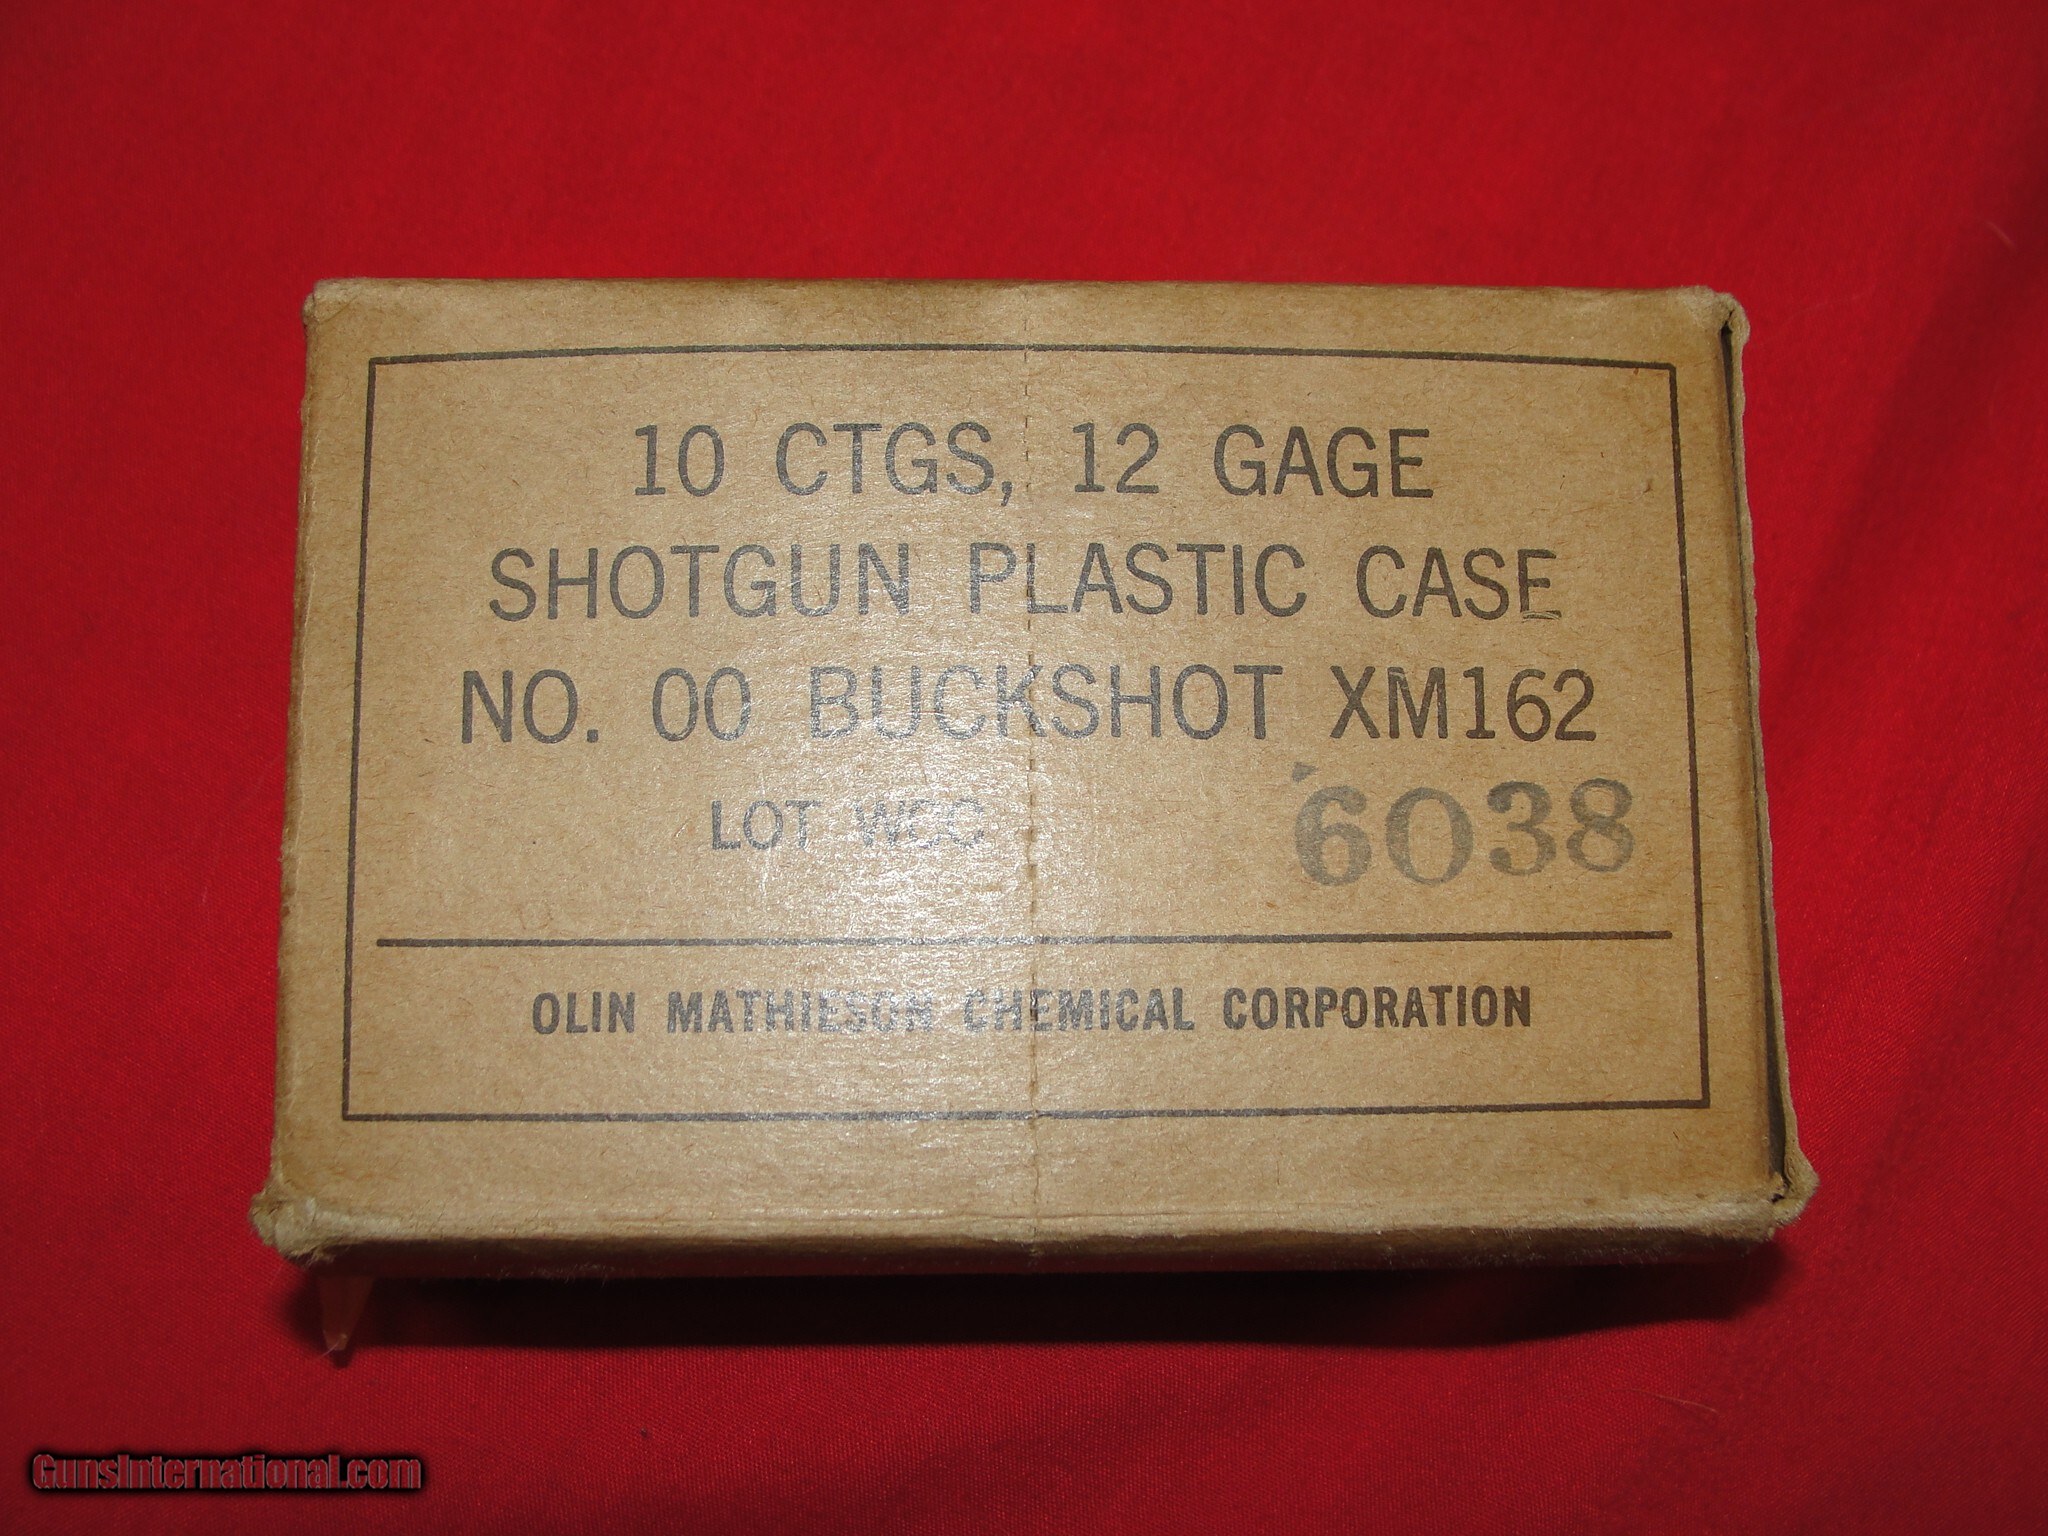 10 CTGS, 12 GAGE
SHOTGUN PLASTIC CASE
NO. 00 BUCKSHOT XM162
LOT WCC 6038
OLIN MATHIESON CHEMICAL CORPORATION
GunsInternational.com